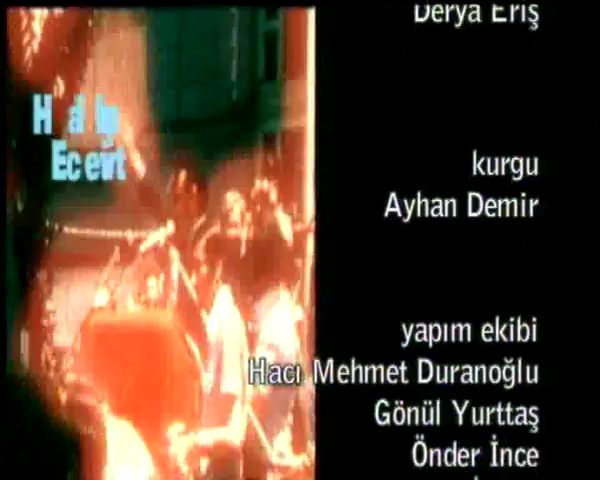 Derya Eriş
Ecevit
kurgu
Ayhan Demir
yapım ekibi
Hacı Mehmet Duranoğlu
Gönül Yurttaş
Önder İnce